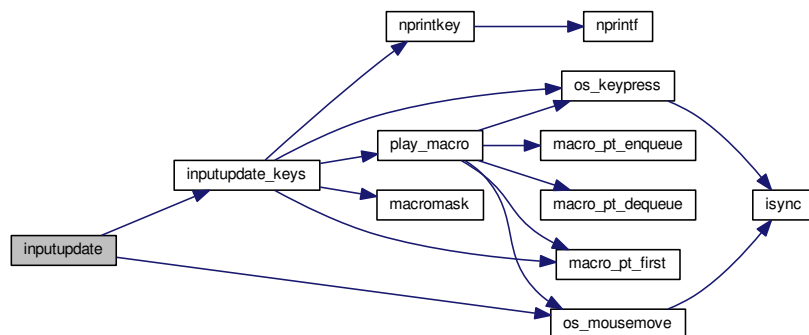 nprintkey
nprintf
os_keypress
play_macro
macro_pt_enqueue
inputupdate_keys
macromask
macro_pt_dequeue
isync
inputupdate
macro_pt_first
os_mousemove